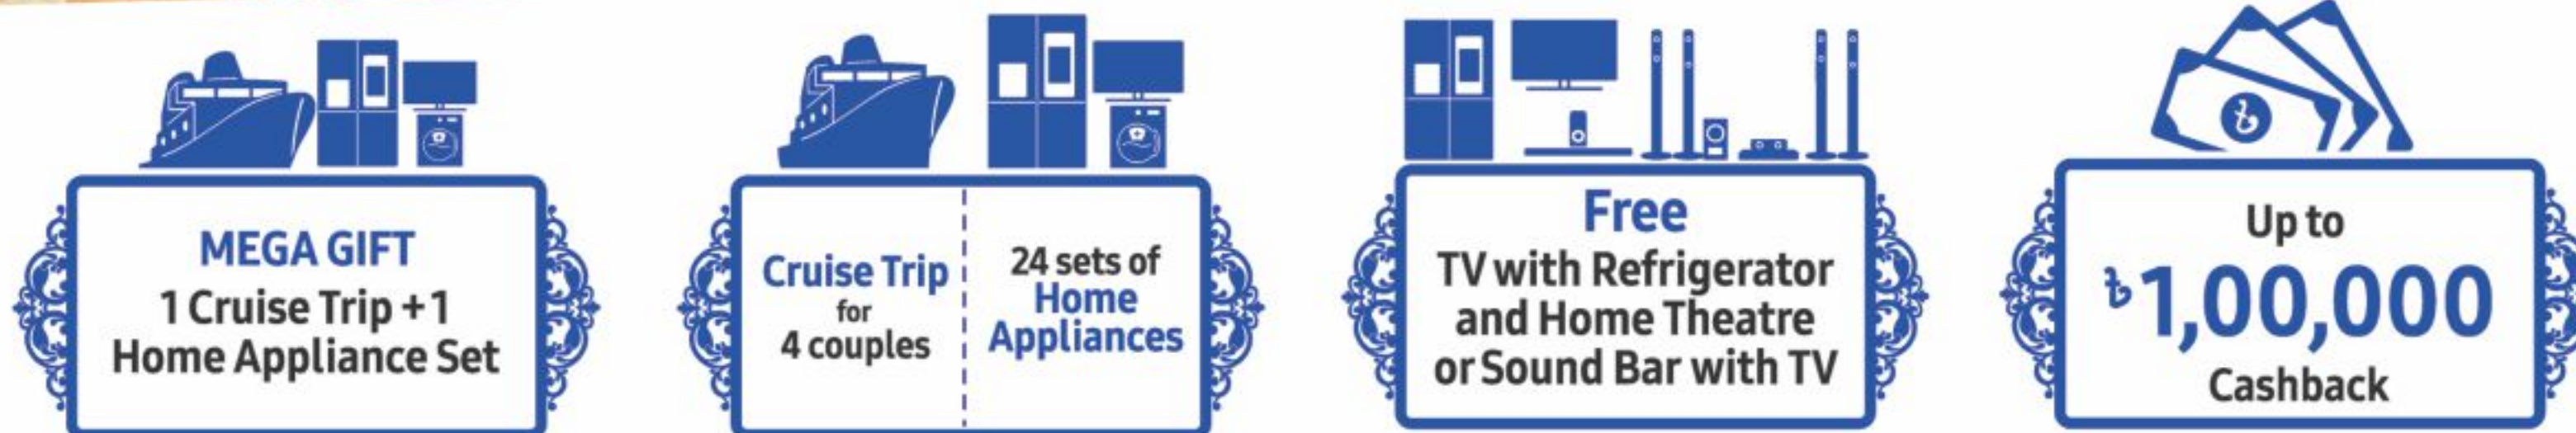 MEGA GIFT
1 Cruise Trip + 1
Home Appliance Set
Cruise Trip
for
4 couples
24 sets of
Home
Appliances
Free
TV with Refrigerator
and Home Theatre
or Sound Bar with TV
৳
Up to
৳1,00,000
Cashback